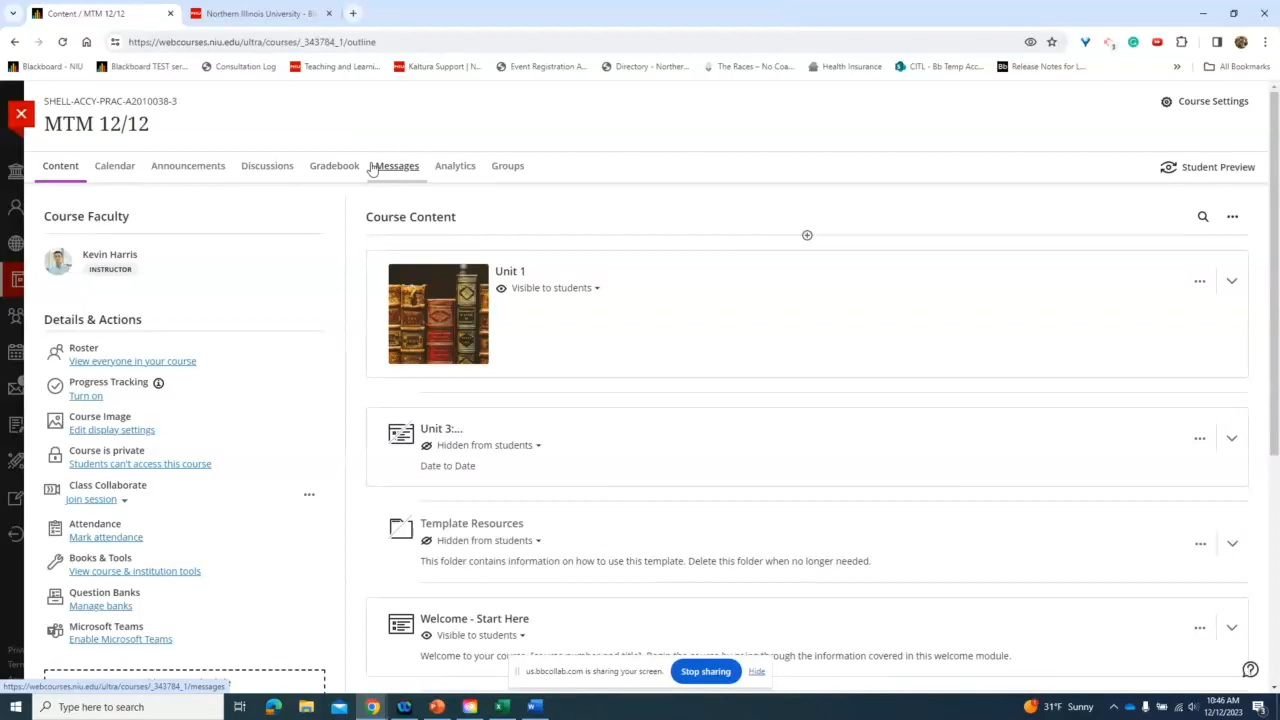 Content / MTM 12/12
Northern Illinois University - Bl
https://webcourses.niu.edu/ultra/courses/_343784_1/outline
Blackboard - NIU
Blackboard TEST ser...
Consultation Log
Teaching and Learni...
Kaltura Support | N...
Event Registration A...
Directory - Norther...
The Races – No Coa...
Health Insurance
CITL - Bb Temp Acc...
Release Notes for L...
All Bookmarks
SHELL-ACCY-PRAC-A2010038-3
Course Settings
MTM 12/12
Content
Calendar
Announcements
Discussions
Gradebook
Messages
Analytics
Groups
Student Preview
Course Faculty
Kevin Harris
INSTRUCTOR
Details & Actions
Roster
View everyone in your course
Progress Tracking
Turn on
Course Image
Edit display settings
Course is private
Students can't access this course
Class Collaborate
Join session
Attendance
Mark attendance
Books & Tools
View course & institution tools
Question Banks
Manage banks
Microsoft Teams
Enable Microsoft Teams
Course Content
Unit 1
Visible to students
Unit 3:...
Hidden from students
Date to Date
Template Resources
Hidden from students
This folder contains information on how to use this template. Delete this folder when no longer needed.
Welcome - Start Here
Visible to students
Welcome to your course
the information covered in this welcome module.
us.bbcollab.com is sharing your screen.
Stop sharing
Hide
Priva
Term
https://webcourses.niu.edu/ultra/courses/_343784_1/messages
Type here to search
31°F Sunny
10:46 AM
12/12/2023
3